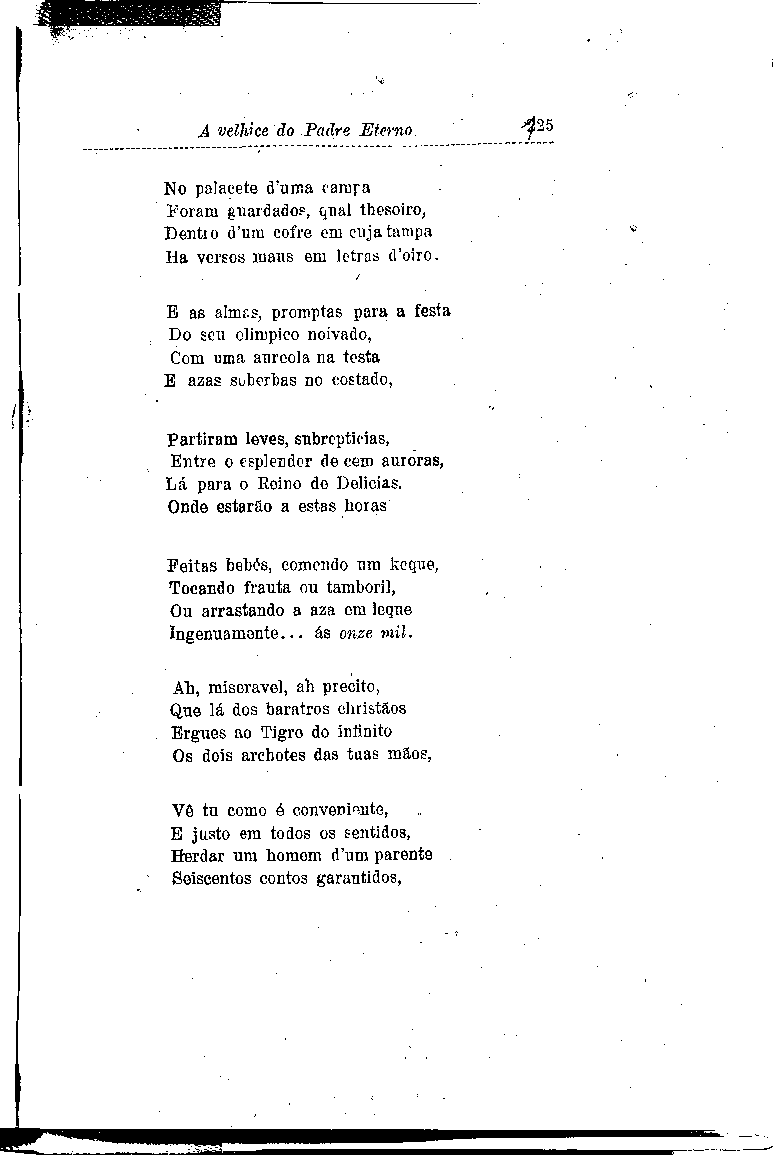 A velhice do Padre Eterno 125
No palacete d'uma campa
Foram guardados, qual thesoiro,
Dentro d'um cofre em cuja tampa
Ha versos maus em letras d'oiro.
E as almas, promptas para a festa
Do seu olimpico noivado,
Com uma aureola na testa
E azas soberbas no costado,
Partiram leves, subrepticias,
Entre o esplendor de cem auroras,
Lá para o Reino de Delicias.
Onde estarão a estas horas
Feitas bebés, comendo um keque,
Tocando frauta ou tamboril,
Ou arrastando a aza em leque
Ingenuamente... ás onze mil.
Ah, miseravel, ah precito,
Que lá dos baratros christãos
Ergues ao Tigre do infinito
Os dois archotes das tuas mãos,
Vê tu como é conveniente,
E justo em todos os sentidos,
Herdar um homem d'um parente
Seiscentos contos garantidos,